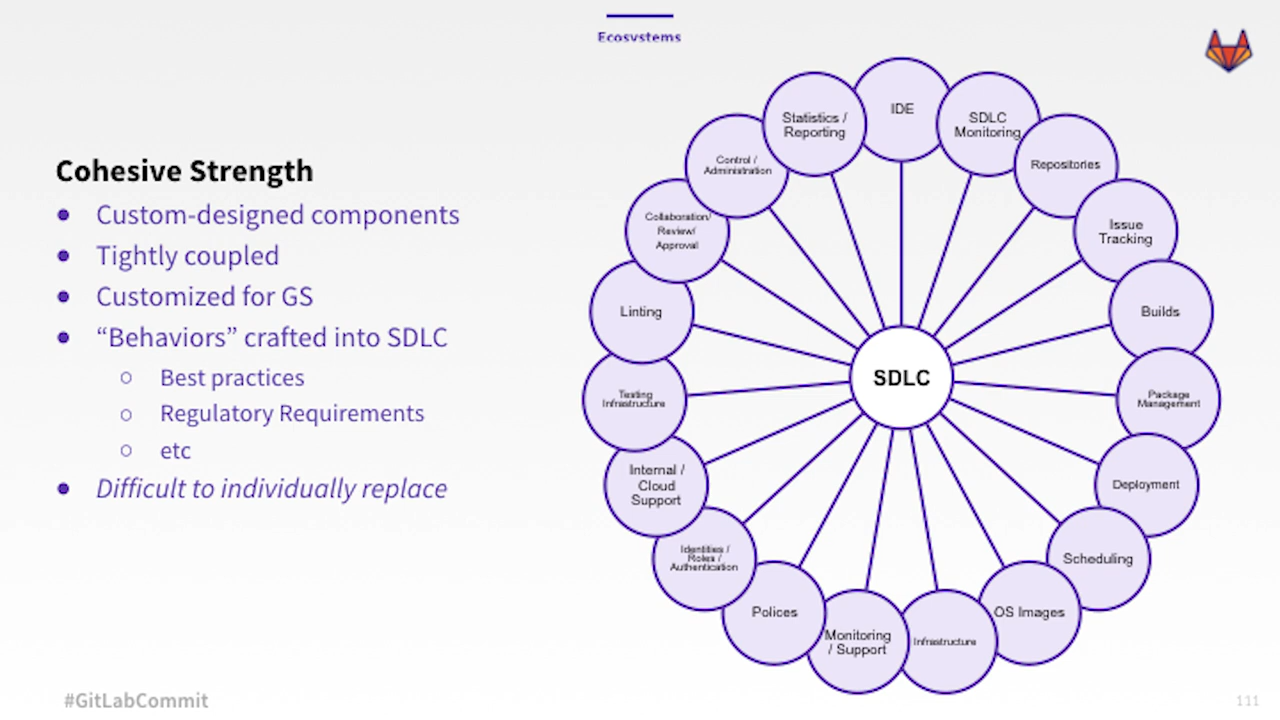 Ecosystems
Cohesive Strength
Custom-designed components
Tightly coupled
Customized for GS
“Behaviors” crafted into SDLC
Best practices
Regulatory Requirements
etc
Difficult to individually replace
IDE
SDLC
Monitoring
Repositories
Issue
Tracking
Builds
Package
Management
Deployment
Scheduling
OS Images
Infrastructure
Monitoring
/ Support
Polices
Identities /
Roles /
Authentication
Internal /
Cloud
Support
Testing
Infrastructure
Linting
Collaboration/
Review/
Approval
Control /
Administration
Statistics /
Reporting
SDLC
#GitLabCommit
111